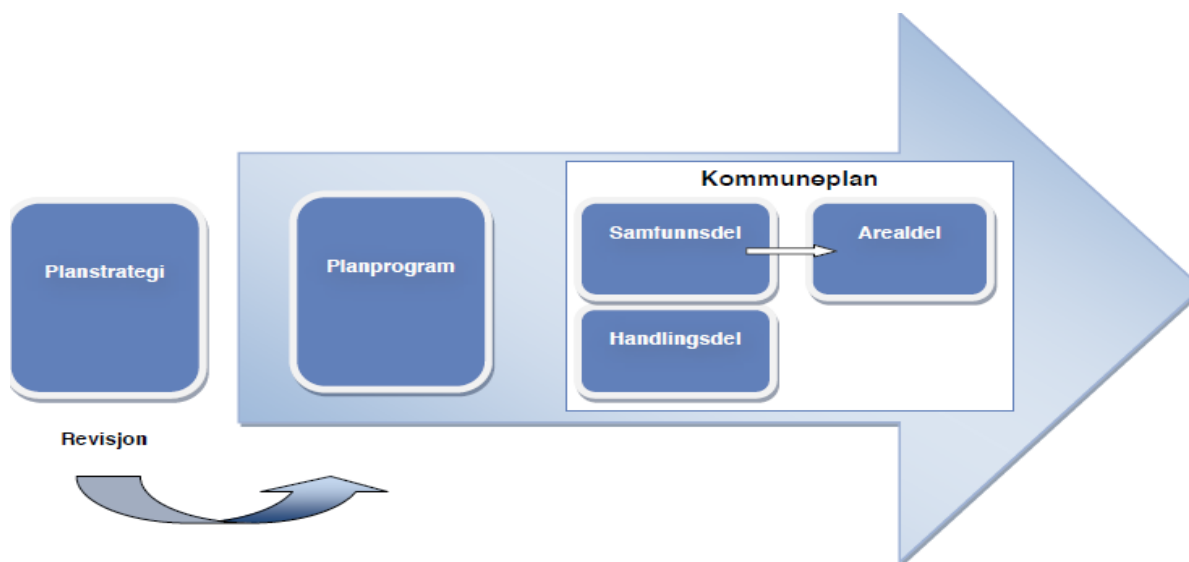 Planstrategi
Revisjon
Planprogram
Kommuneplan
Samfunnsdel
Arealdel
Handlingsdel